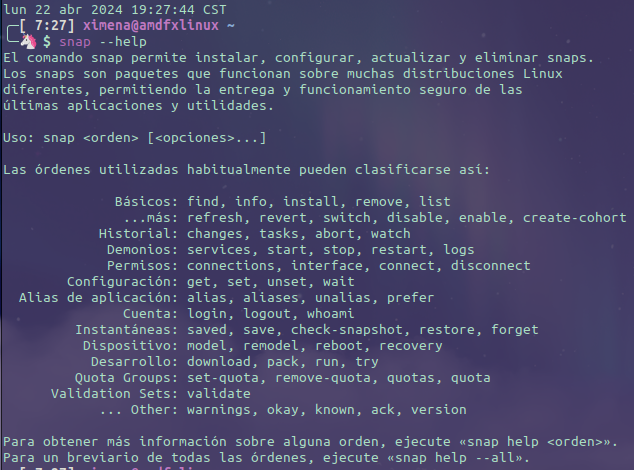 lun 22 abr 2024 19:27:44 CST
[ 7:27] ximena@amdfxlinux ~
$ snap --help
El comando snap permite instalar, configurar, actualizar y eliminar snaps.
Los snaps son paquetes que funcionan sobre muchas distribuciones Linux
diferentes, permitiendo la entrega y funcionamiento seguro de las
últimas aplicaciones y utilidades.
Uso: snap <orden> [<opciones>...]
Las órdenes utilizadas habitualmente pueden clasificarse así:
Básicos: find, info, install, remove, list
...más: refresh, revert, switch, disable, enable, create-cohort
Historial: changes, tasks, abort, watch
Demonios: services, start, stop, restart, logs
Permisos: connections, interface, connect, disconnect
Configuración: get, set, unset, wait
Alias de aplicación: alias, aliases, unalias, prefer
Cuenta: login, logout, whoami
Instantáneas: saved, save, check-snapshot, restore, forget
Dispositivo: model, remodel, reboot, recovery
Desarrollo: download, pack, run, try
Quota Groups: set-quota, remove-quota, quotas, quota
Validation Sets: validate
... Other: warnings, okay, known, ack, version
Para obtener más información sobre alguna orden, ejecute «snap help <orden>».
Para un breviario de todas las órdenes, ejecute «snap help --all».